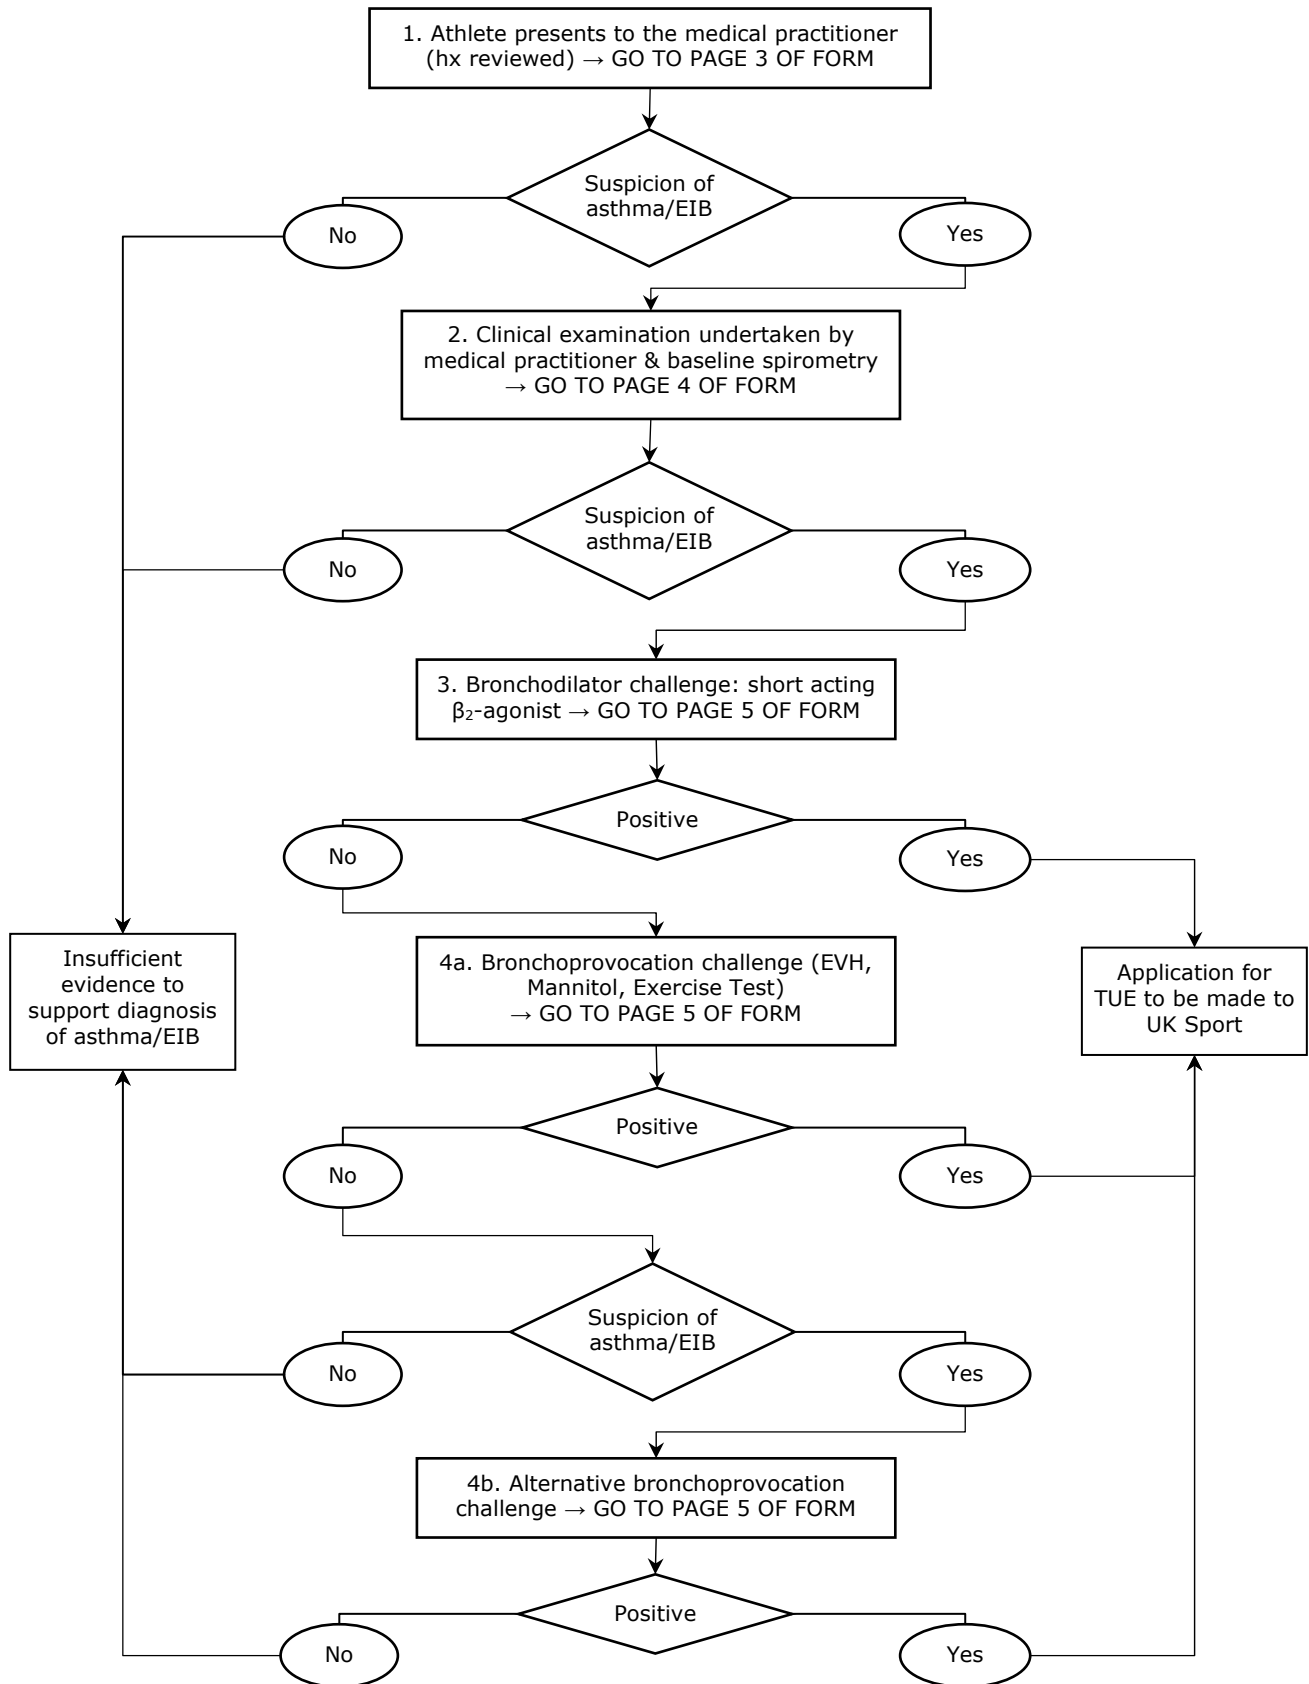 1. Athlete presents to the medical practitioner
(hx reviewed) → GO TO PAGE 3 OF FORM
Suspicion of
asthma/EIB
No
Yes
2. Clinical examination undertaken by
medical practitioner & baseline spirometry
→ GO TO PAGE 4 OF FORM
Suspicion of
asthma/EIB
No
Yes
3. Bronchodilator challenge: short acting
β₂-agonist → GO TO PAGE 5 OF FORM
Positive
No
Yes
Insufficient
evidence to
support diagnosis
of asthma/EIB
4a. Bronchoprovocation challenge (EVH,
Mannitol, Exercise Test)
→ GO TO PAGE 5 OF FORM
Application for
TUE to be made to
UK Sport
Positive
No
Yes
Suspicion of
asthma/EIB
No
Yes
4b. Alternative bronchoprovocation
challenge → GO TO PAGE 5 OF FORM
Positive
No
Yes